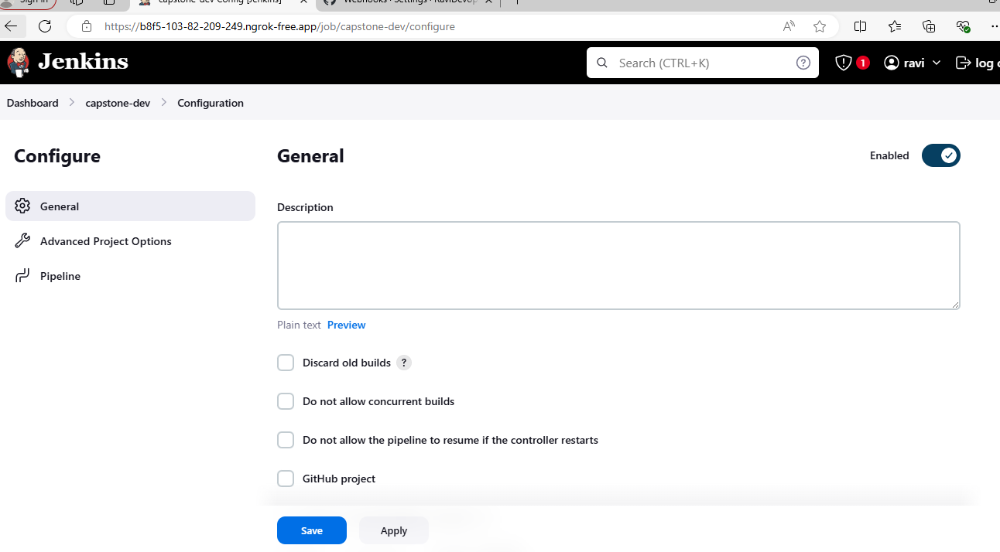 Sign in
capstone-dev Config [Jenkins]
Webhooks · Settings · RaviDevop
https://b8f5-103-82-209-249.ngrok-free.app/job/capstone-dev/configure
Jenkins
Search (CTRL+K)
?
1
ravi
log
Dashboard > capstone-dev > Configuration
Configure
General
Enabled
General
Advanced Project Options
Pipeline
Description
Plain text Preview
Discard old builds ?
Do not allow concurrent builds
Do not allow the pipeline to resume if the controller restarts
GitHub project
Save
Apply